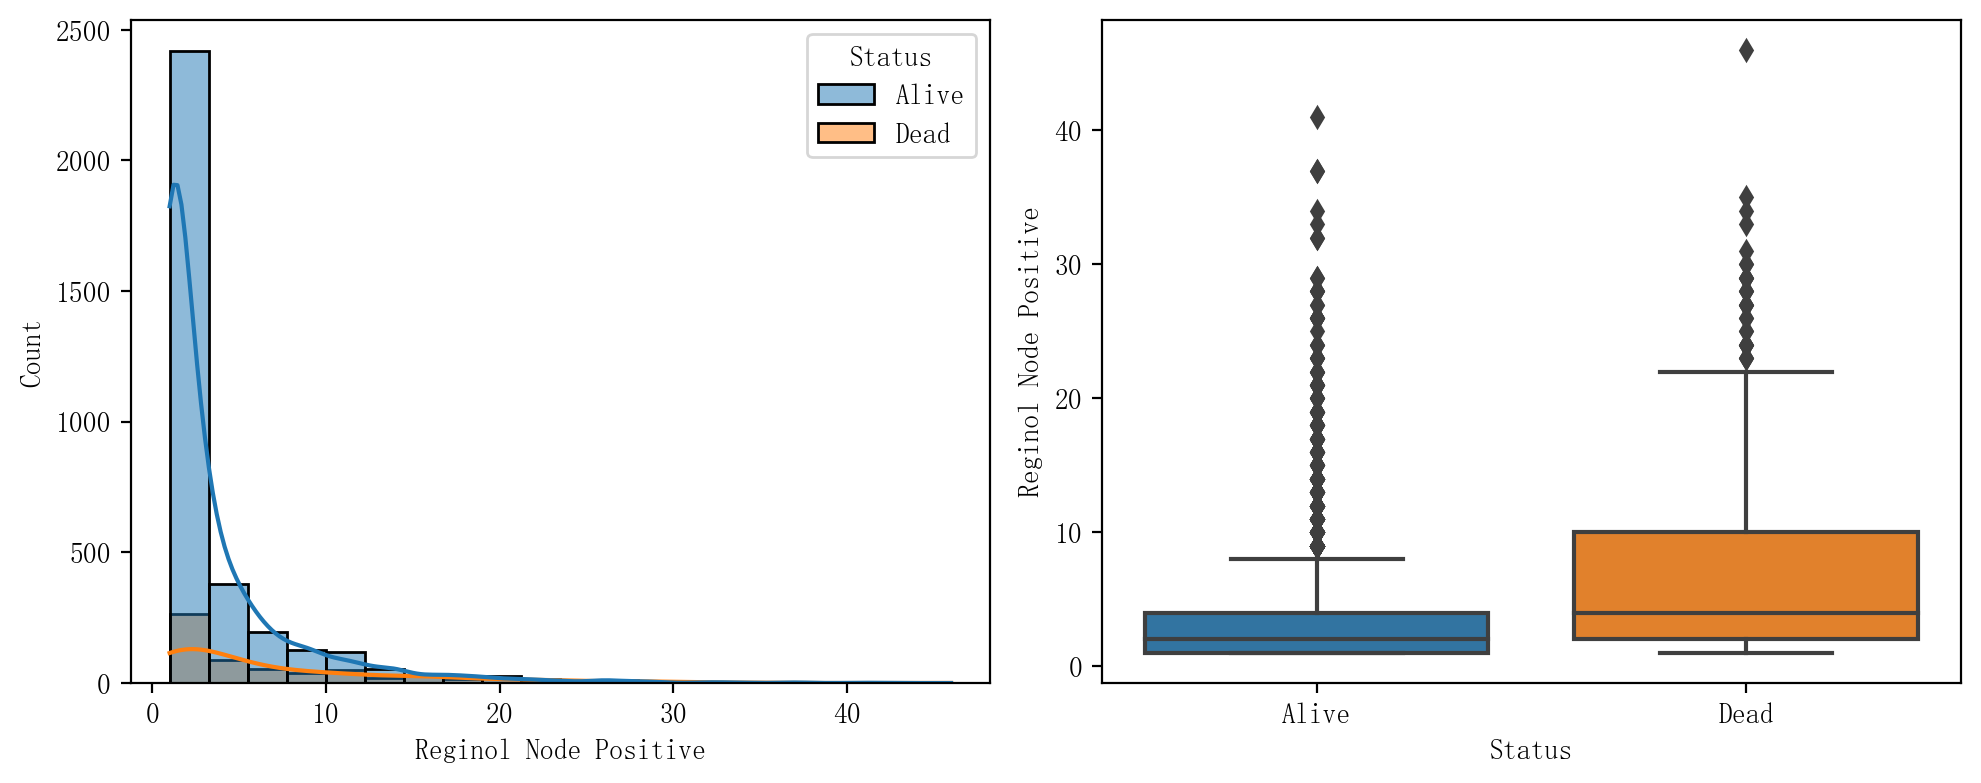 2500
2000
1500
1000
500
0
Count
0 10 20 30 40
Reginol Node Positive
Status
Alive
Dead
40
30
20
10
0
Reginol Node Positive
Alive Dead
Status